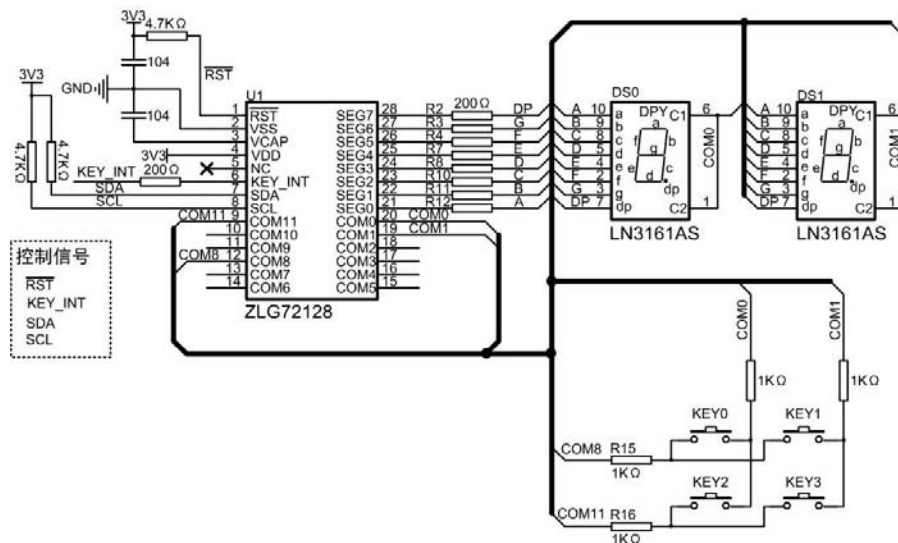 3V3
4.7KΩ
104
RST
3V3
GND
104
4.7KΩ
4.7KΩ
3V3
KEY_INT
200Ω
SDA
SCL
COM11
COM8
U1
1 RST SEG7 28 R2 200Ω DP
2 VSS SEG6 27 R3 G
3 VCAP SEG5 26 R4 F
4 VDD SEG4 25 R7 E
5 NC SEG3 24 R8 D
6 KEY_INT SEG2 23 R10 C
7 SDA SEG1 22 R11 B
8 SCL SEG0 21 R12 A
9 COM11 COM0 20 COM0
10 COM10 COM1 19 COM1
11 COM9 COM2 18
12 COM8 COM3 17
13 COM7 COM4 16
14 COM6 COM5 15
ZLG72128
DS0
A 10 a DPY C1 6
B 9 b
C 8 c
D 5 d
E 4 e
F 2 f
G 3 g
DP 7 dp C2 1
a
f b
g
e c
d dp
COM0
LN3161AS
DS1
A 10 a DPY C1 6
B 9 b
C 8 c
D 5 d
E 4 e
F 2 f
G 3 g
DP 7 dp C2 1
a
f b
g
e c
d dp
COM1
LN3161AS
控制信号
RST
KEY_INT
SDA
SCL
COM0
COM1
1KΩ
1KΩ
KEY0
KEY1
COM8 R15
1KΩ
KEY2
KEY3
COM11 R16
1KΩ